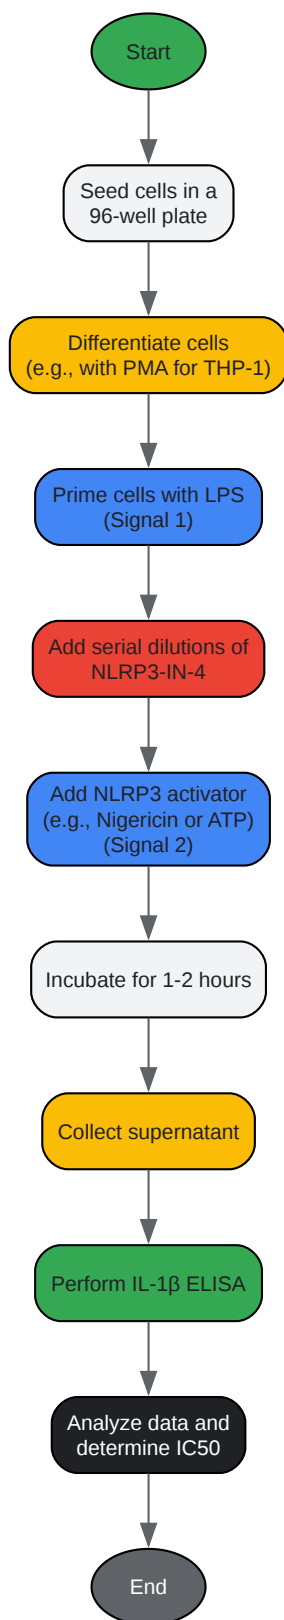 Start
Seed cells in a
96-well plate
Differentiate cells
(e.g., with PMA for THP-1)
Prime cells with LPS
(Signal 1)
Add serial dilutions of
NLRP3-IN-4
Add NLRP3 activator
(e.g., Nigericin or ATP)
(Signal 2)
Incubate for 1-2 hours
Collect supernatant
Perform IL-1β ELISA
Analyze data and
determine IC50
End